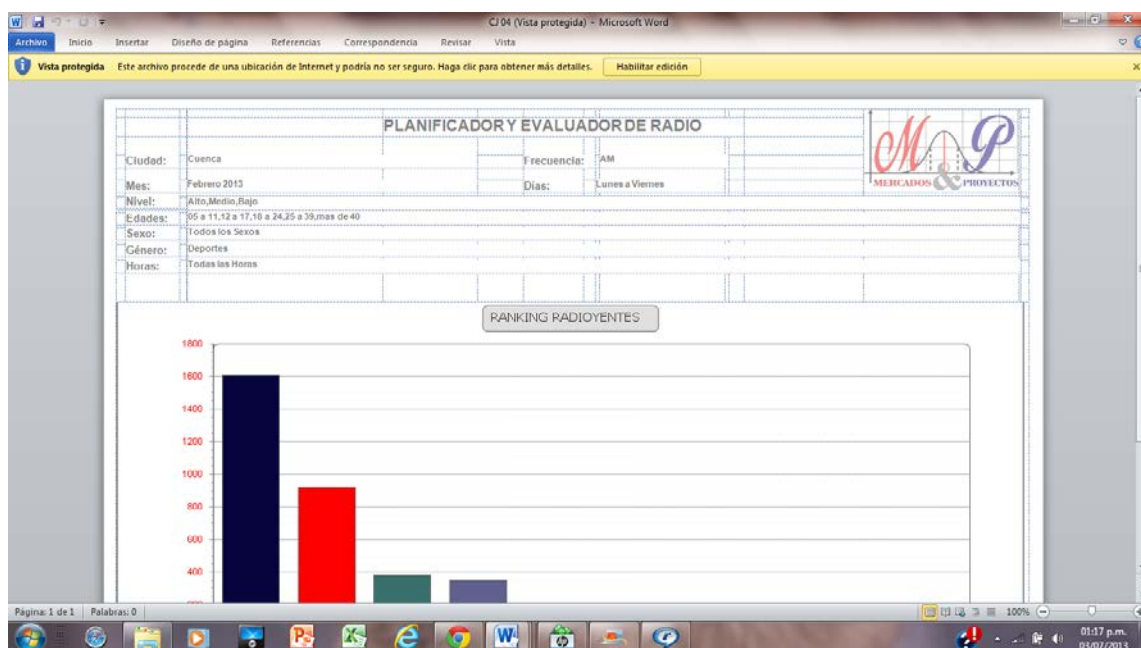 CJ 04 (Vista protegida) - Microsoft Word
Archivo Inicio Insertar Diseño de página Referencias Correspondencia Revisar Vista
Vista protegida Este archivo procede de una ubicación de Internet y podría no ser seguro. Haga clic para obtener más detalles. Habilitar edición
PLANIFICADOR Y EVALUADOR DE RADIO
M&P
MERCADOS & PROYECTOS
Ciudad: Cuenca Frecuencia: AM
Mes: Febrero 2013 Días: Lunes a Viernes
Nivel: Alto,Medio,Bajo
Edades: 05 a 11,12 a 17,18 a 24,25 a 39,mas de 40
Sexo: Todos los Sexos
Género: Deportes
Horas: Todas las Horas
RANKING RADIOYENTES
1800
1600
1400
1200
1000
800
600
400
Página: 1 de 1 Palabras: 0 100%
01:17 p.m.
03/07/2013